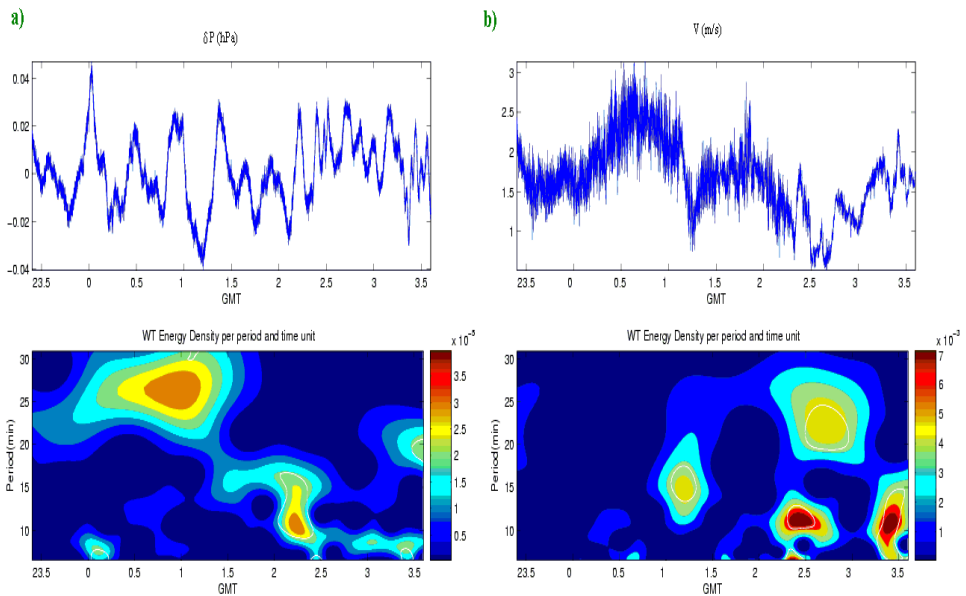 a)
δP (hPa)
0.04
0.02
0
−0.02
−0.04
23.5 0 0.5 1 1.5 2 2.5 3 3.5
GMT
b)
V (m/s)
3
2.5
2
1.5
1
23.5 0 0.5 1 1.5 2 2.5 3 3.5
GMT
WT Energy Density per period and time unit
x 10⁻⁵
30
25
20
15
10
Period(min)
23.5 0 0.5 1 1.5 2 2.5 3 3.5
GMT
3.5
3
2.5
2
1.5
1
0.5
WT Energy Density per period and time unit
x 10⁻³
30
25
20
15
10
Period(min)
23.5 0 0.5 1 1.5 2 2.5 3 3.5
GMT
7
6
5
4
3
2
1